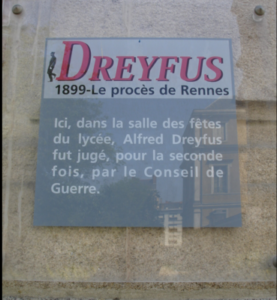 DREYFUS
1899-Le procès de Rennes
Ici, dans la salle des fêtes
du lycée, Alfred Dreyfus
fut jugé, pour la seconde
fois, par le Conseil de
Guerre.